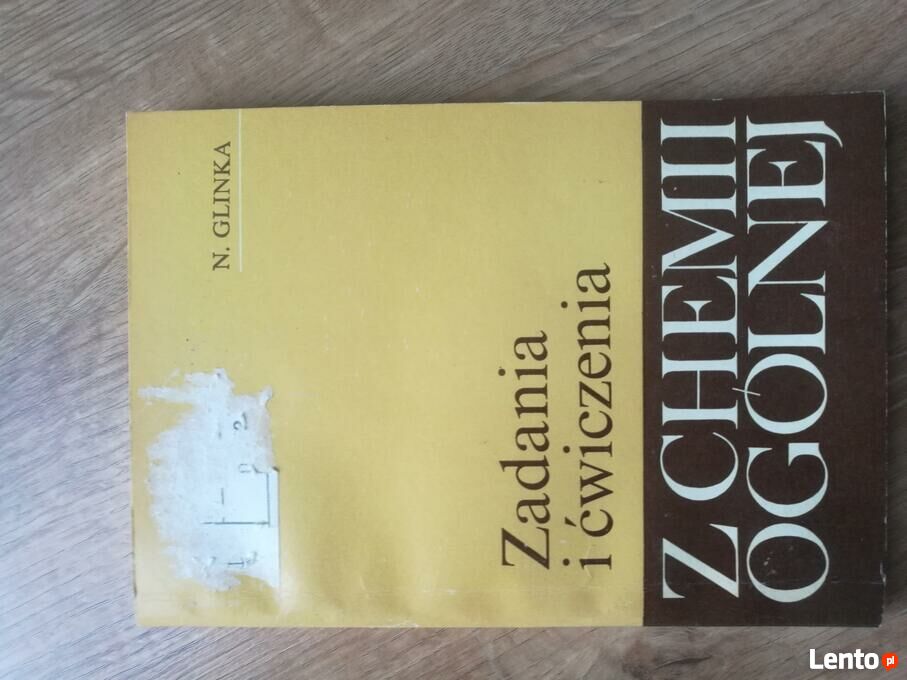 N. GLINKA
Zadania
i ćwiczenia
Z CHEMII
OGÓLNEJ
Lento pl